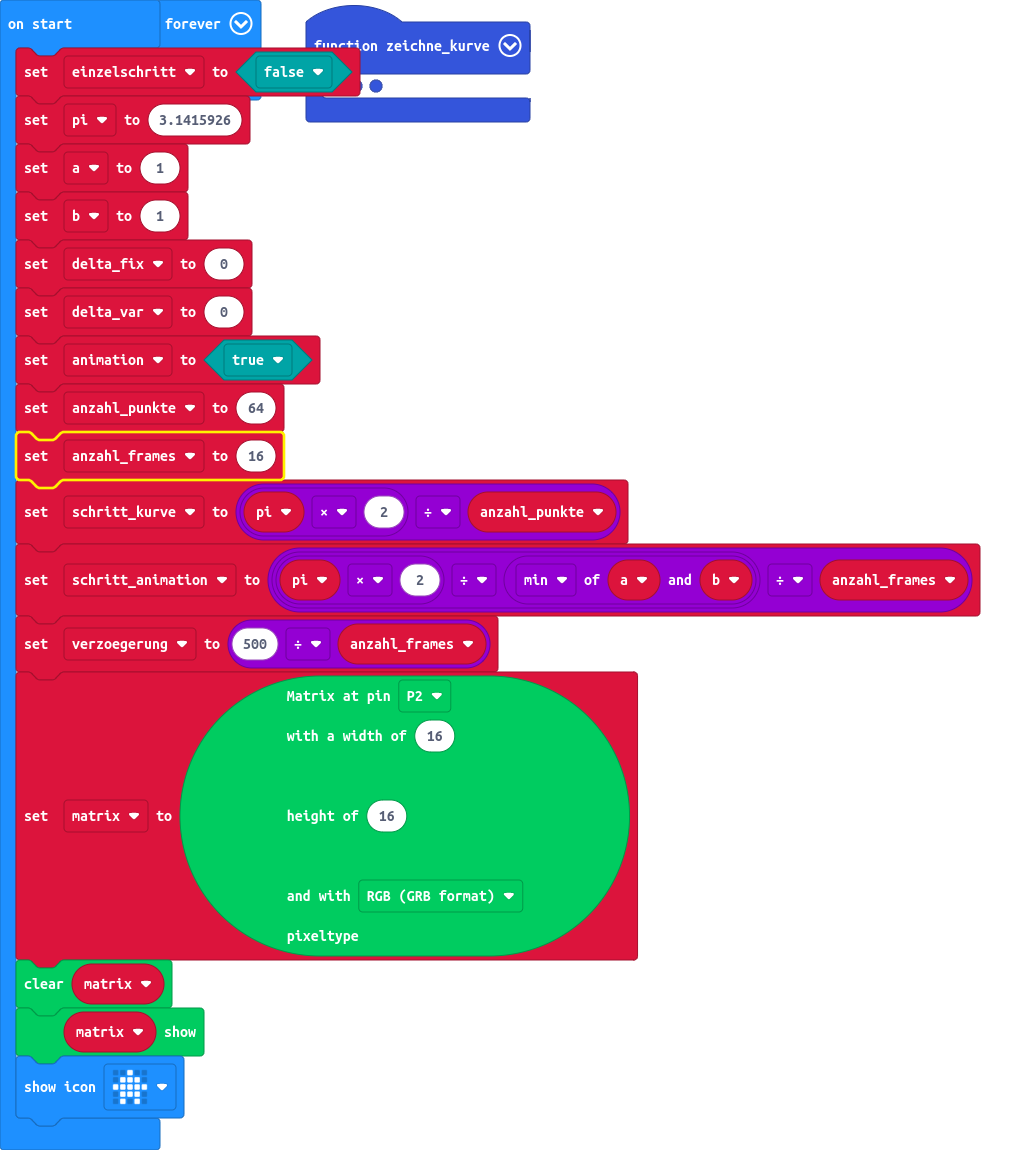 on start
forever
function zeichne_kurve
set einzelschritt to false
set pi to 3.1415926
set a to 1
set b to 1
set delta_fix to 0
set delta_var to 0
set animation to true
set anzahl_punkte to 64
set anzahl_frames to 16
set schritt_kurve to pi × 2 ÷ anzahl_punkte
set schritt_animation to pi × 2 ÷ min of a and b ÷ anzahl_frames
set verzoegerung to 500 ÷ anzahl_frames
set matrix to
Matrix at pin P2
with a width of 16
height of 16
and with RGB (GRB format)
pixeltype
clear matrix
matrix show
show icon